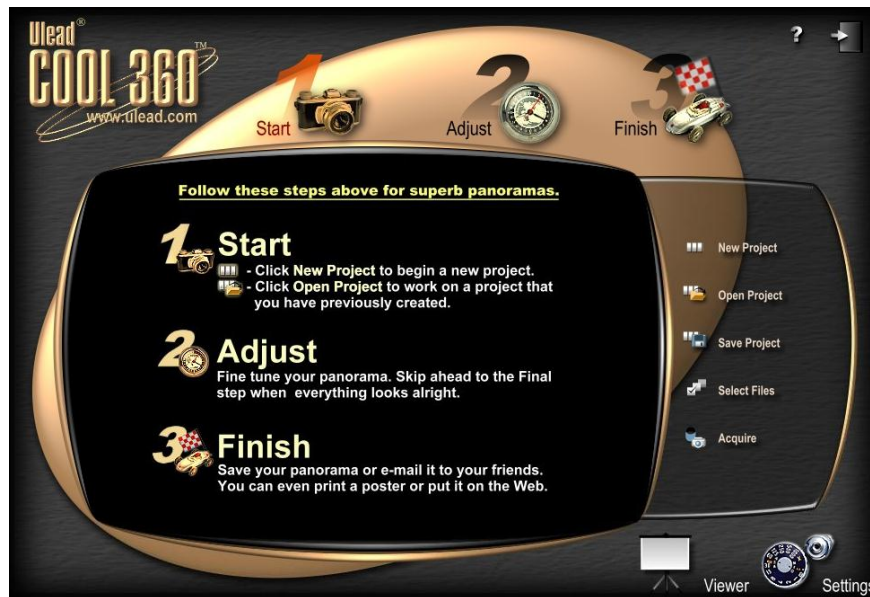 Ulead®
COOL 360™
www.ulead.com
1
Start
2
Adjust
3
Finish
?
Follow these steps above for superb panoramas.
1 Start
- Click New Project to begin a new project.
- Click Open Project to work on a project that
you have previously created.
2 Adjust
Fine tune your panorama. Skip ahead to the Final
step when everything looks alright.
3 Finish
Save your panorama or e-mail it to your friends.
You can even print a poster or put it on the Web.
New Project
Open Project
Save Project
Select Files
Acquire
Viewer
Settings